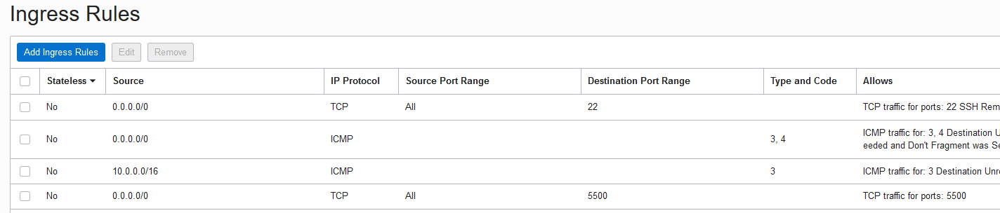 Ingress Rules
Add Ingress Rules Edit Remove
Stateless Source IP Protocol Source Port Range Destination Port Range Type and Code Allows
No 0.0.0.0/0 TCP All 22 TCP traffic for ports: 22 SSH Rem
No 0.0.0.0/0 ICMP 3, 4 ICMP traffic for: 3, 4 Destination U
eeded and Don't Fragment was Se
No 10.0.0.0/16 ICMP 3 ICMP traffic for: 3 Destination Unr
No 0.0.0.0/0 TCP All 5500 TCP traffic for ports: 5500